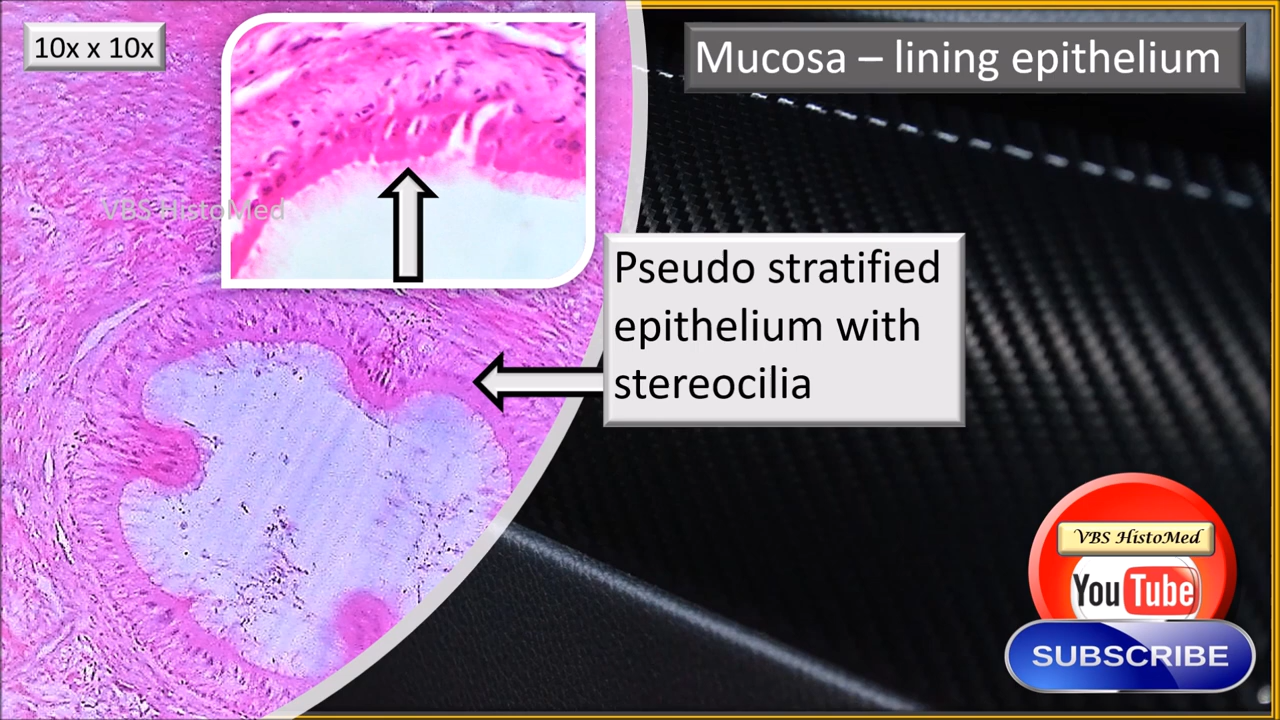 10x x 10x
Mucosa – lining epithelium
VBS HistoMed
Pseudo stratified
epithelium with
stereocilia
VBS HistoMed
YouTube
SUBSCRIBE